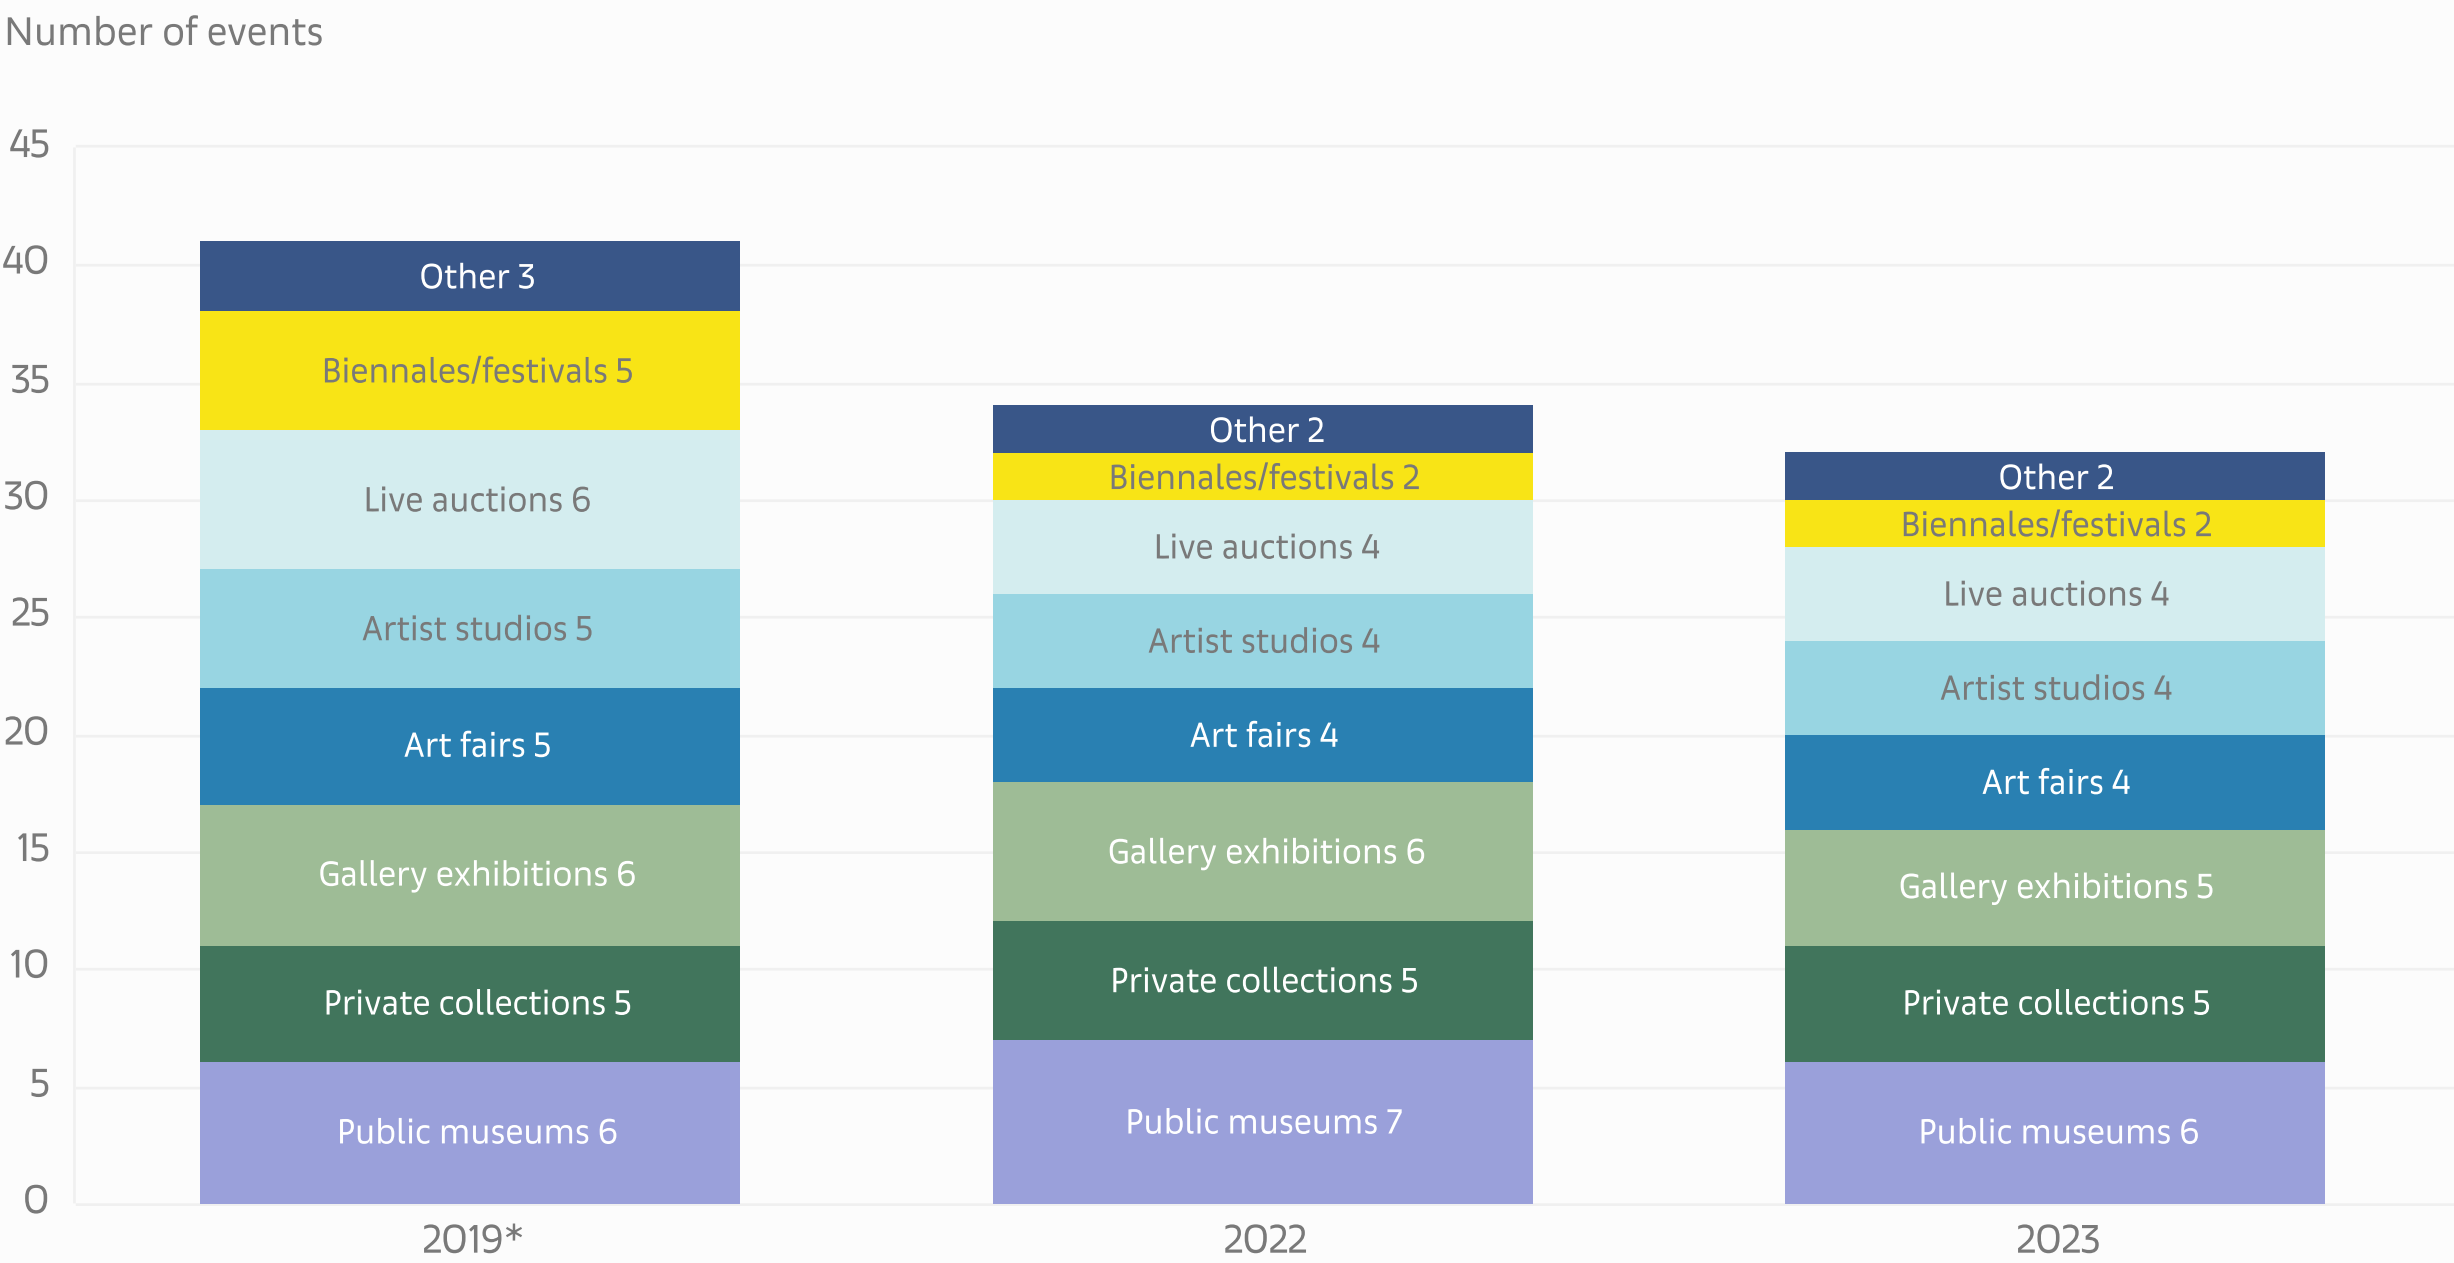 Number of events
45
40
35
30
25
20
15
10
5
0
Other 3
Biennales/festivals 5
Live auctions 6
Artist studios 5
Art fairs 5
Gallery exhibitions 6
Private collections 5
Public museums 6
Other 2
Biennales/festivals 2
Live auctions 4
Artist studios 4
Art fairs 4
Gallery exhibitions 6
Private collections 5
Public museums 7
Other 2
Biennales/festivals 2
Live auctions 4
Artist studios 4
Art fairs 4
Gallery exhibitions 5
Private collections 5
Public museums 6
2019*
2022
2023